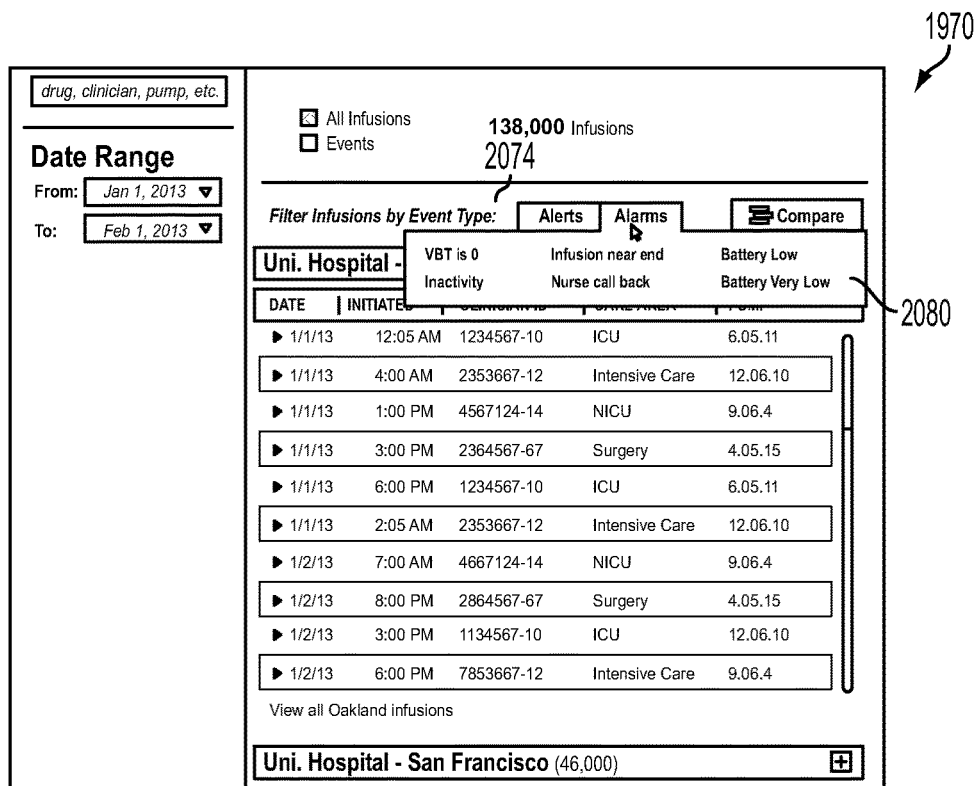 1970
drug, clinician, pump, etc.
Date Range
From: Jan 1, 2013
To: Feb 1, 2013
All Infusions
Events
138,000 Infusions
2074
Filter Infusions by Event Type: Alerts Alarms Compare
VBT is 0 Infusion near end Battery Low
Inactivity Nurse call back Battery Very Low
2080
Uni. Hospital -
DATE INITIATED
1/1/13 12:05 AM 1234567-10 ICU 6.05.11
1/1/13 4:00 AM 2353667-12 Intensive Care 12.06.10
1/1/13 1:00 PM 4567124-14 NICU 9.06.4
1/1/13 3:00 PM 2364567-67 Surgery 4.05.15
1/1/13 6:00 PM 1234567-10 ICU 6.05.11
1/1/13 2:05 AM 2353667-12 Intensive Care 12.06.10
1/2/13 7:00 AM 4667124-14 NICU 9.06.4
1/2/13 8:00 PM 2864567-67 Surgery 4.05.15
1/2/13 3:00 PM 1134567-10 ICU 12.06.10
1/2/13 6:00 PM 7853667-12 Intensive Care 9.06.4
View all Oakland infusions
Uni. Hospital - San Francisco (46,000)